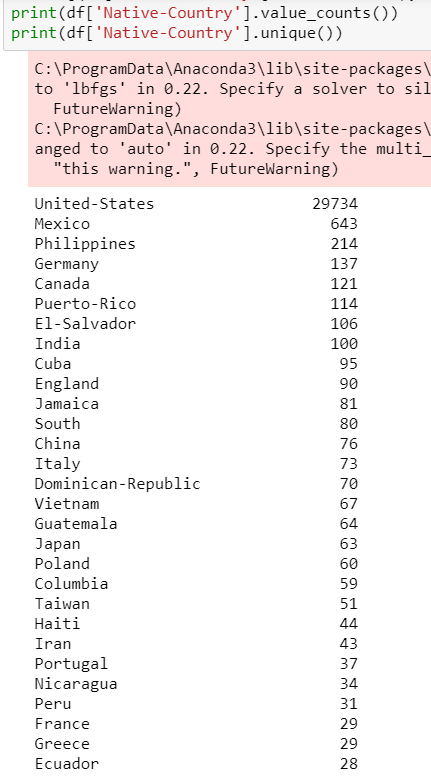 print(df['Native-Country'].value_counts())
print(df['Native-Country'].unique())
C:\ProgramData\Anaconda3\lib\site-packages\
to 'lbfgs' in 0.22. Specify a solver to sil
FutureWarning)
C:\ProgramData\Anaconda3\lib\site-packages\
anged to 'auto' in 0.22. Specify the multi_
"this warning.", FutureWarning)
United-States 29734
Mexico 643
Philippines 214
Germany 137
Canada 121
Puerto-Rico 114
El-Salvador 106
India 100
Cuba 95
England 90
Jamaica 81
South 80
China 76
Italy 73
Dominican-Republic 70
Vietnam 67
Guatemala 64
Japan 63
Poland 60
Columbia 59
Taiwan 51
Haiti 44
Iran 43
Portugal 37
Nicaragua 34
Peru 31
France 29
Greece 29
Ecuador 28